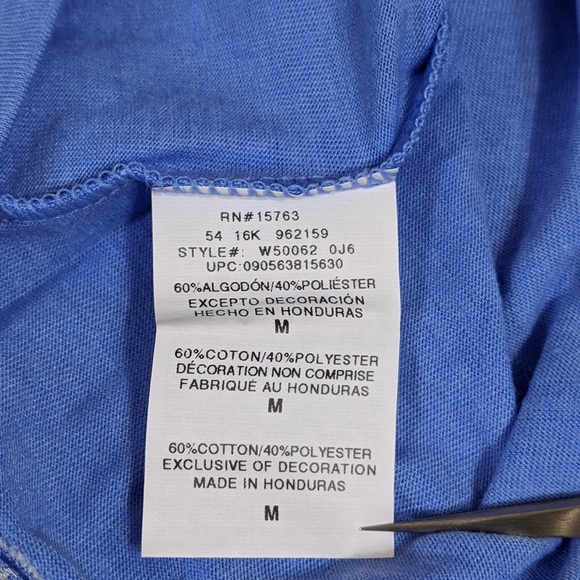 RN#15763
54 16K 962159
STYLE#: W50062 0J6
UPC:090563815630
60%ALGODÓN/40%POLIÉSTER
EXCEPTO DECORACIÓN
HECHO EN HONDURAS
M
60%COTON/40%POLYESTER
DÉCORATION NON COMPRISE
FABRIQUÉ AU HONDURAS
M
60%COTTON/40%POLYESTER
EXCLUSIVE OF DECORATION
MADE IN HONDURAS
M